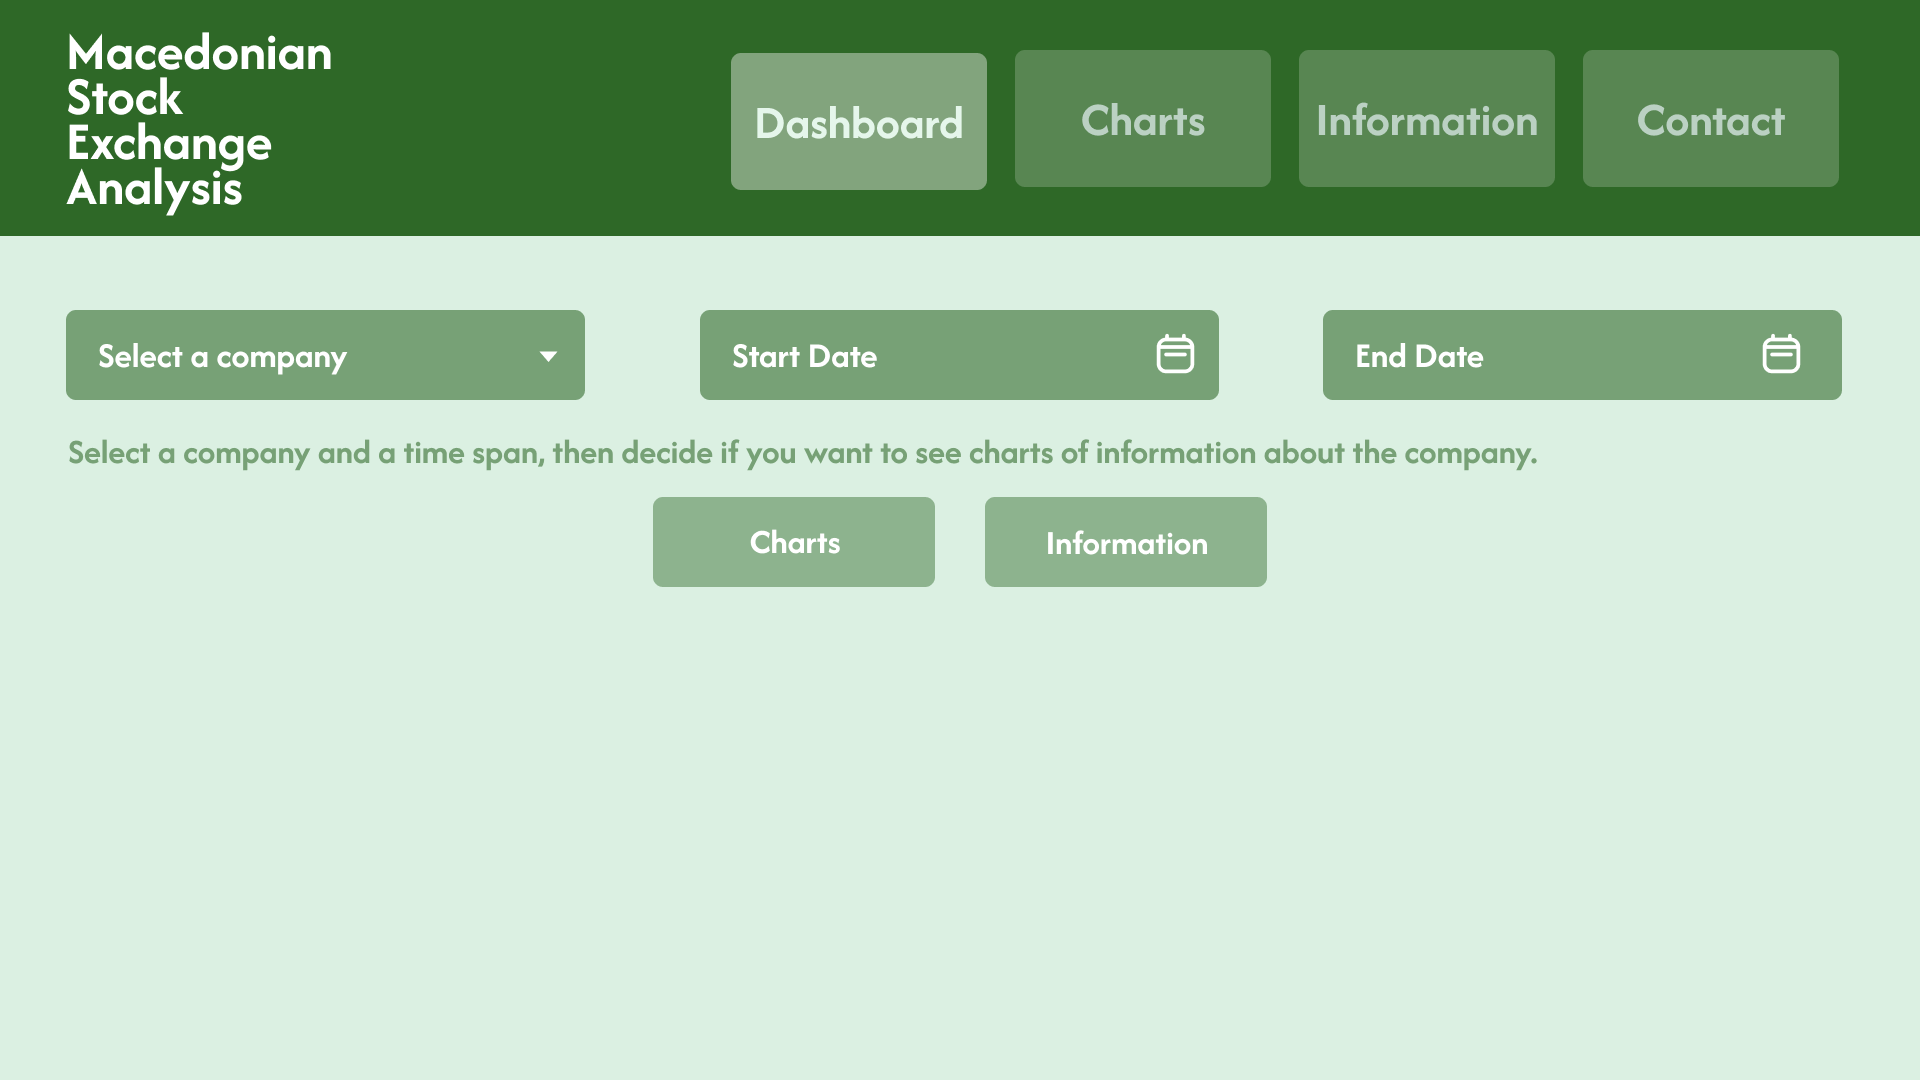 Macedonian
Stock
Exchange
Analysis
Dashboard
Charts
Information
Contact
Select a company
Start Date
End Date
Select a company and a time span, then decide if you want to see charts of information about the company.
Charts
Information